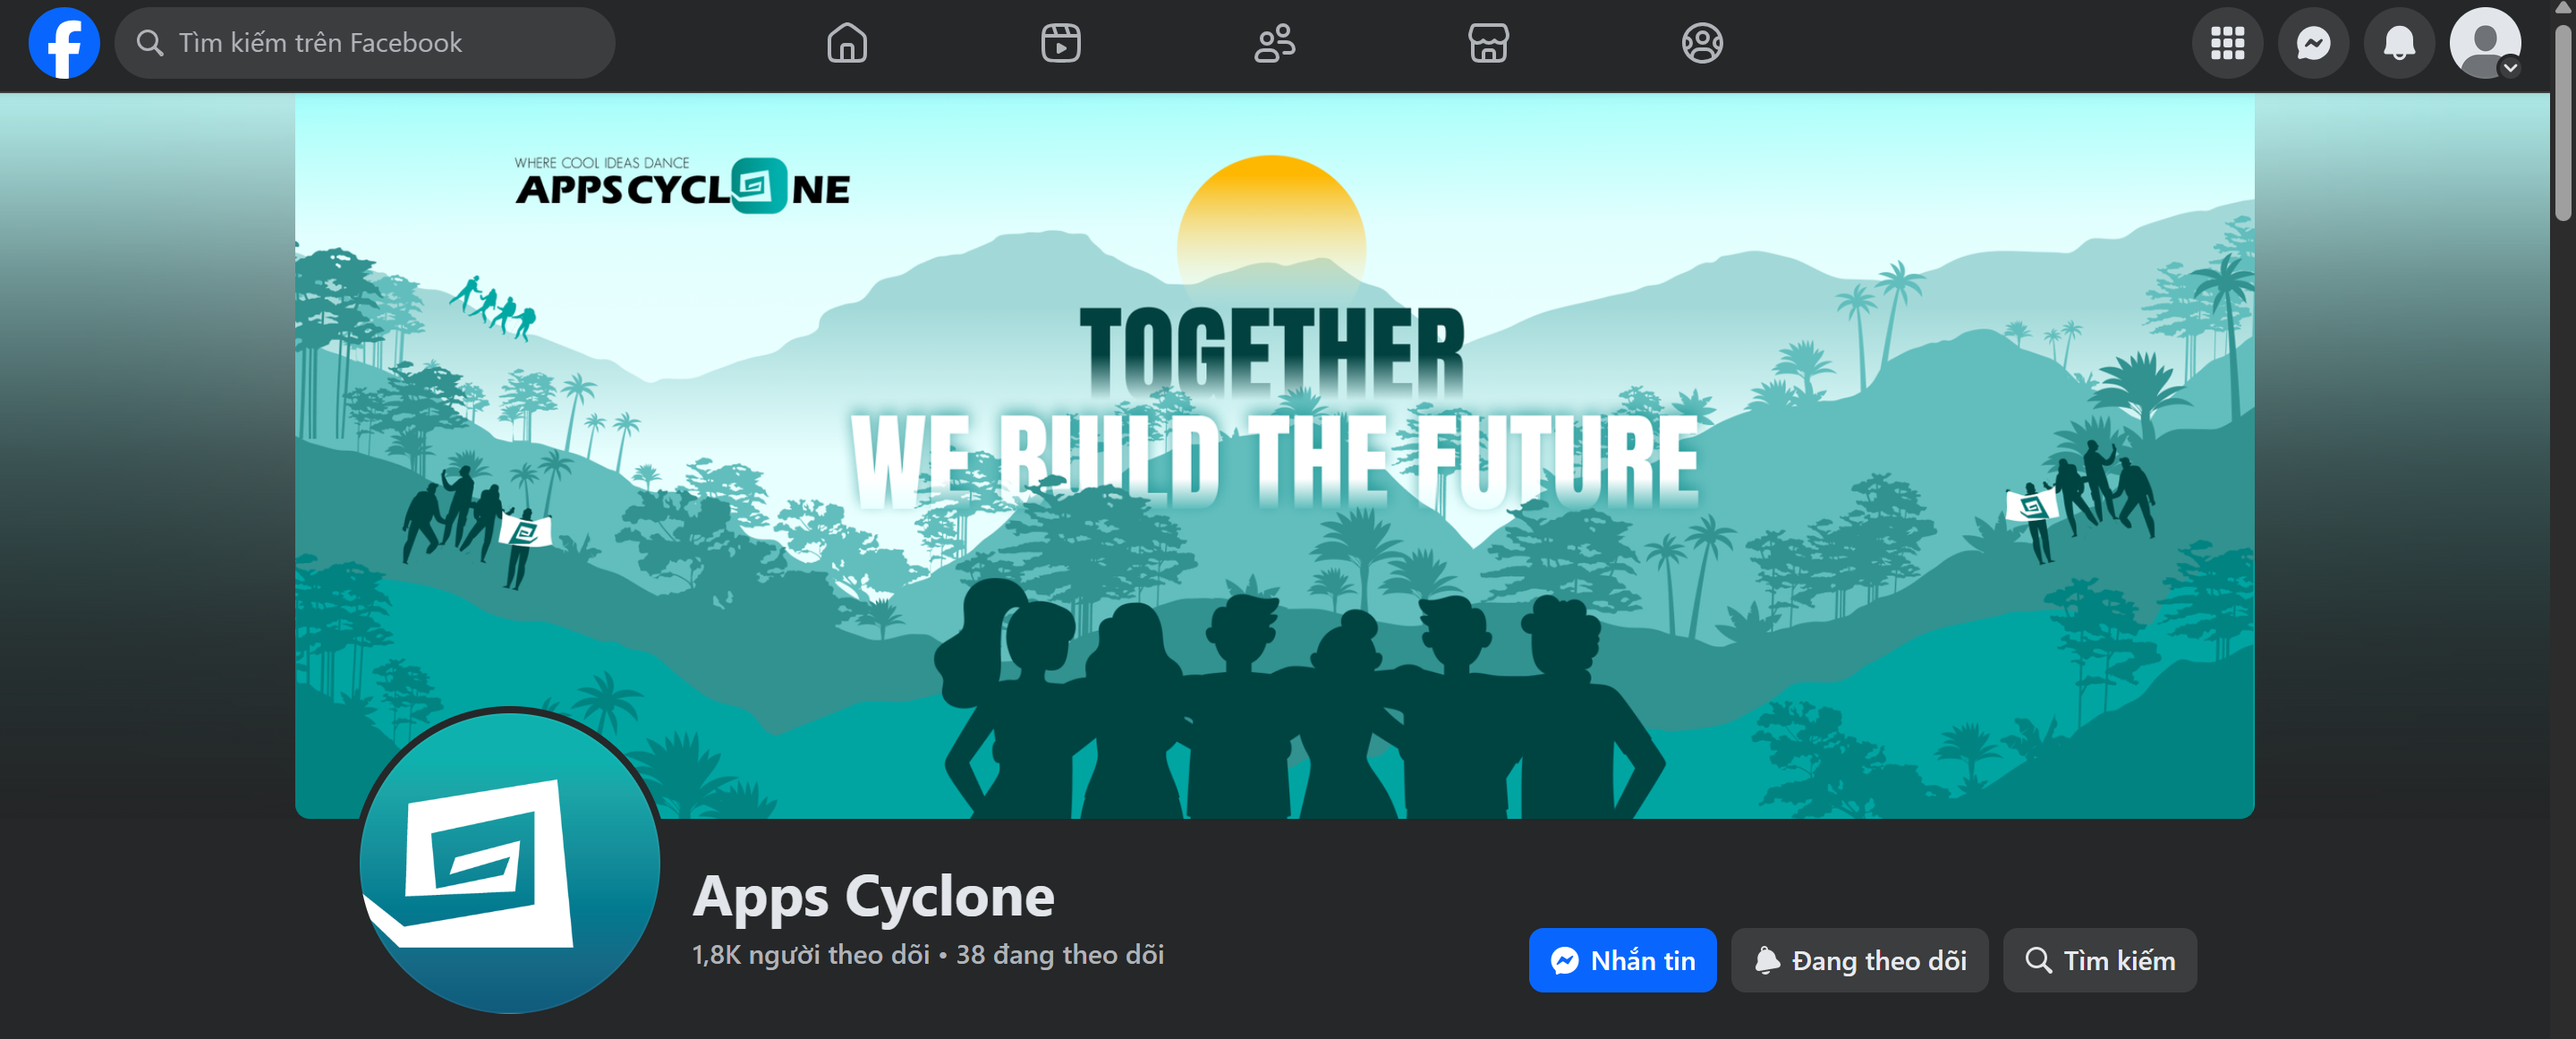 Tìm kiếm trên Facebook
WHERE COOL IDEAS DANCE
APPSCYCLONE
TOGETHER
WE BUILD THE FUTURE
Apps Cyclone
1,8K người theo dõi • 38 đang theo dõi
Nhắn tin
Đang theo dõi
Tìm kiếm